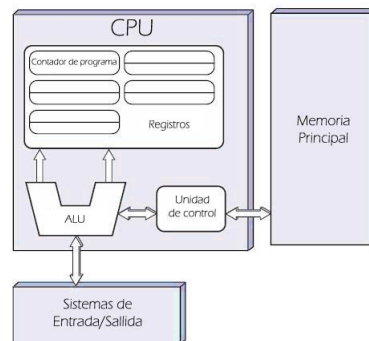 CPU
Contador de programa
Registros
Memoria
Principal
ALU
Unidad
de control
Sistemas de
Entrada/Sallida